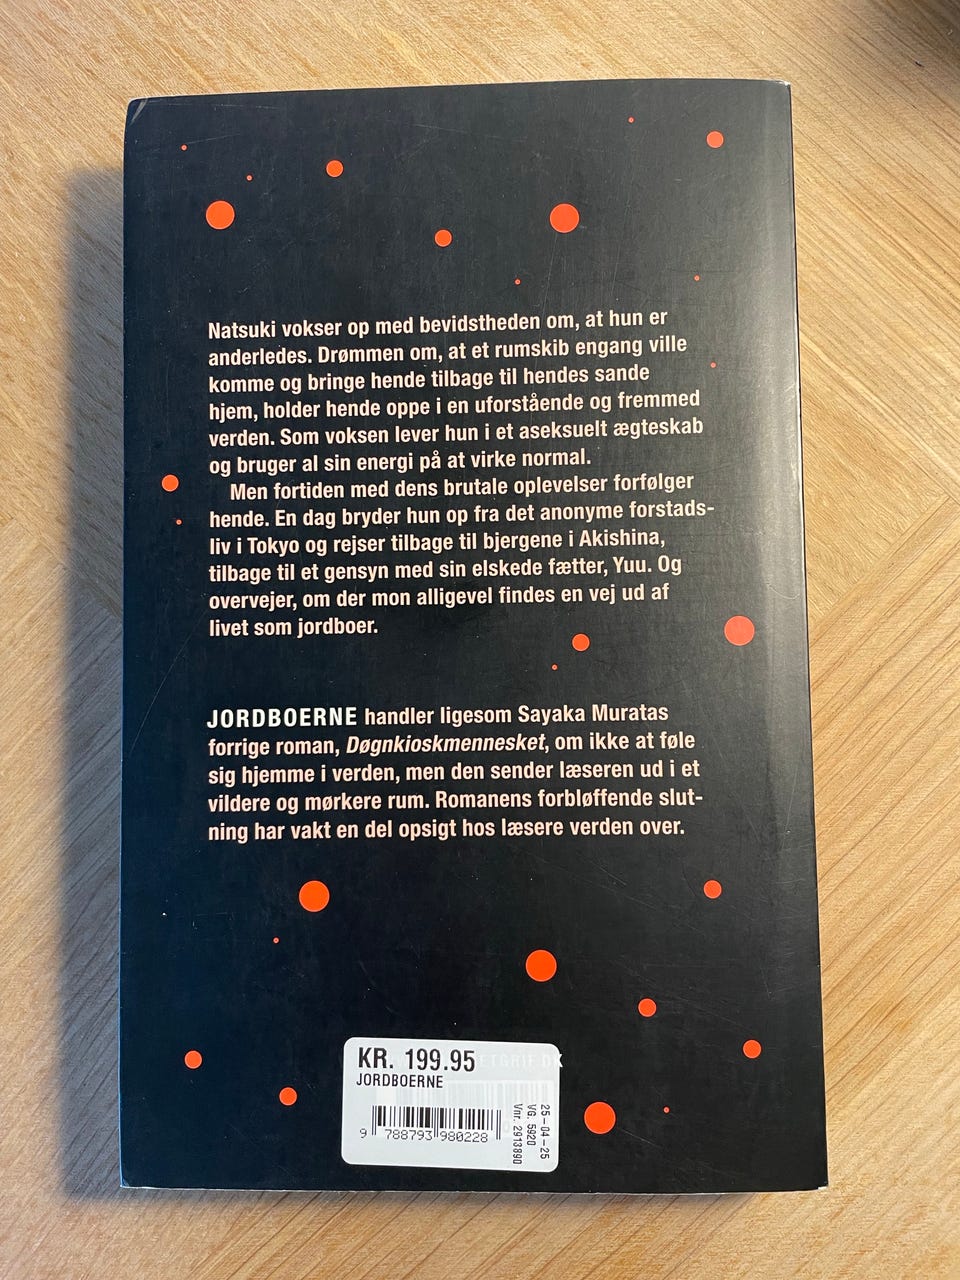 Natsuki vokser op med bevidstheden om, at hun er
anderledes. Drømmen om, at et rumskib engang ville
komme og bringe hende tilbage til hendes sande
hjem, holder hende oppe i en uforstående og fremmed
verden. Som voksen lever hun i et aseksuelt ægteskab
og bruger al sin energi på at virke normal.
Men fortiden med dens brutale oplevelser forfølger
hende. En dag bryder hun op fra det anonyme forstads-
liv i Tokyo og rejser tilbage til bjergene i Akishina,
tilbage til et gensyn med sin elskede fætter, Yuu. Og
overvejer, om der mon alligevel findes en vej ud af
livet som jordboer.
JORDBOERNE handler ligesom Sayaka Muratas
forrige roman, Døgnkioskmennesket, om ikke at føle
sig hjemme i verden, men den sender læseren ud i et
vildere og mørkere rum. Romanens forbløffende slut-
ning har vakt en del opsigt hos læsere verden over.
KR. 199.95
JORDBOERNE
9 788793 980228
25-04-25
VG. 5920
Vnr. 2913890